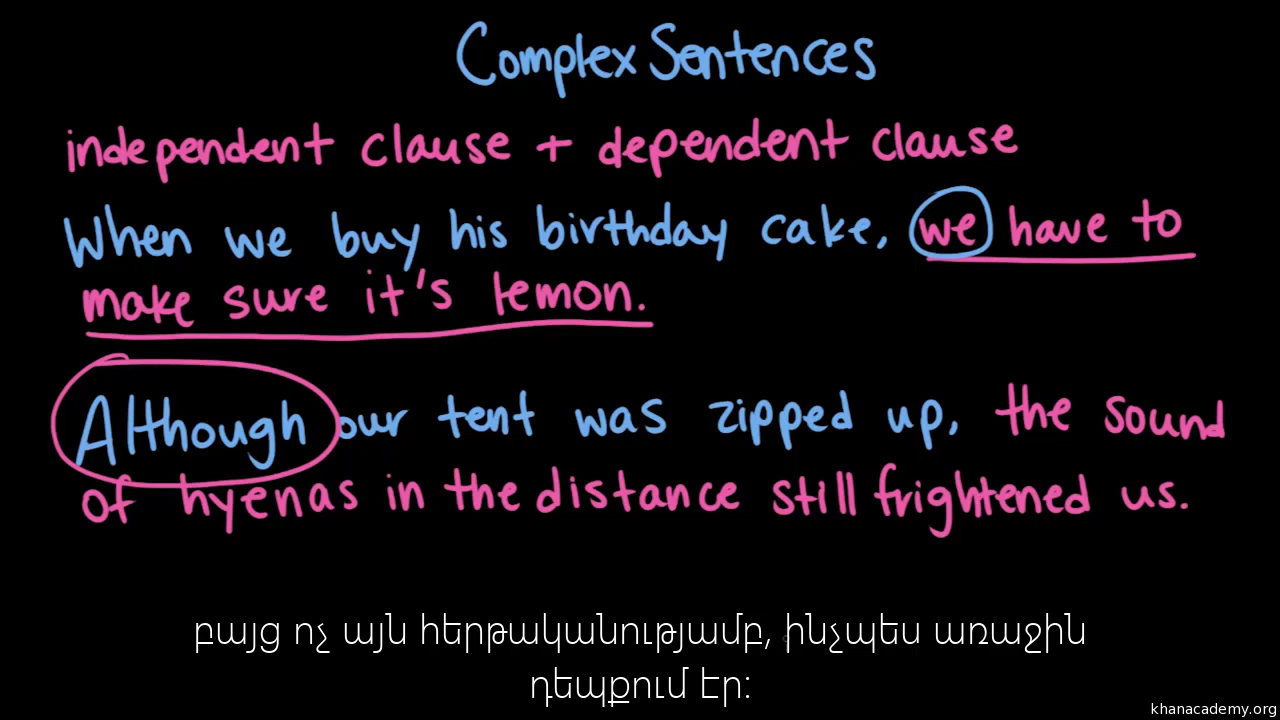 Complex Sentences
independent clause + dependent clause
When we buy his birthday cake, we have to
make sure it's lemon.
Although our tent was zipped up, the sound
of hyenas in the distance still frightened us.
բայց ոչ այն հերթականությամբ, ինչպես առաջին
դեպքում էր:
khanacademy.org